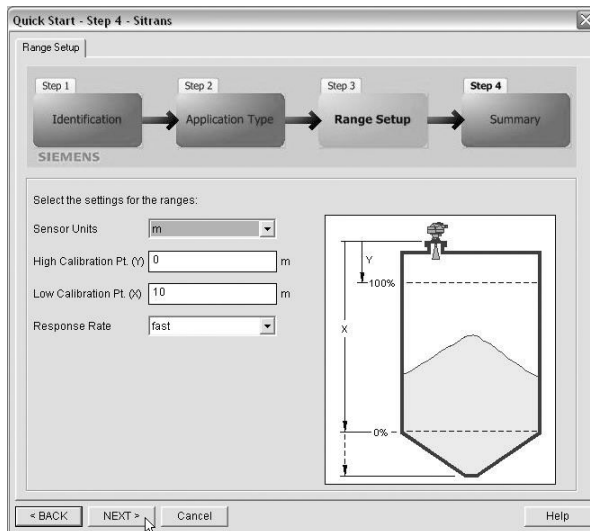 Quick Start - Step 4 - Sitrans
Range Setup
Step 1
Step 2
Step 3
Step 4
Identification
Application Type
Range Setup
Summary
SIEMENS
Select the settings for the ranges:
Sensor Units m
High Calibration Pt. (Y) 0 m
Low Calibration Pt. (X) 10 m
Response Rate fast
Y
100%
X
0%
< BACK
NEXT >
Cancel
Help